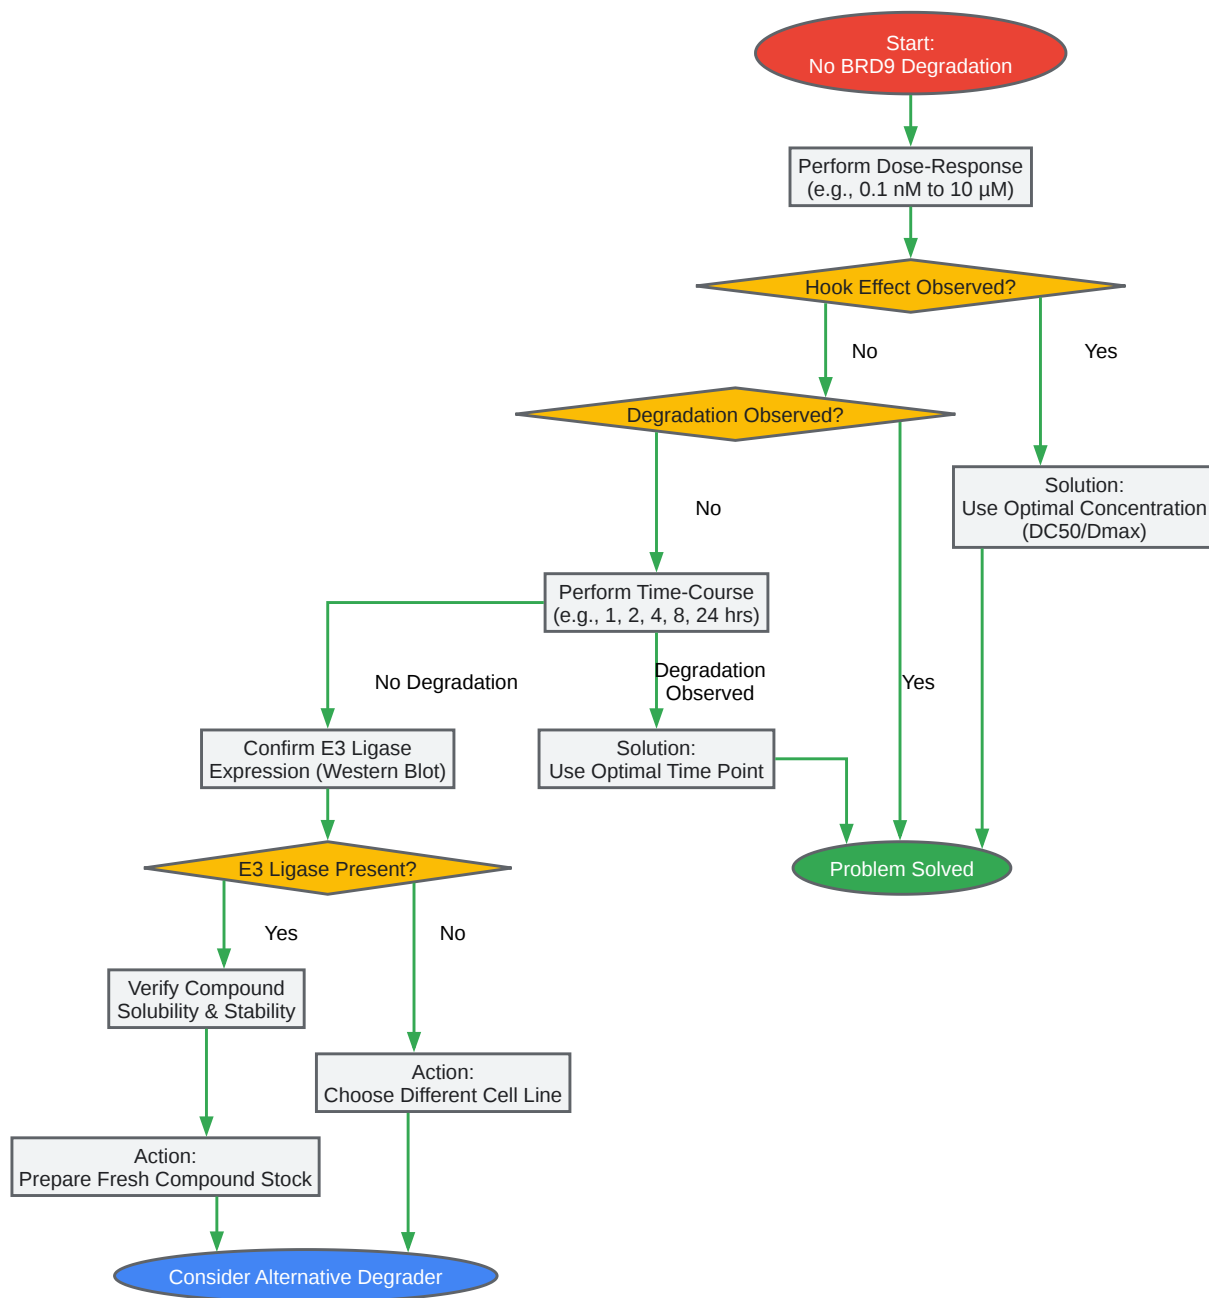 Start:
No BRD9 Degradation
Perform Dose-Response
(e.g., 0.1 nM to 10 µM)
Hook Effect Observed?
No
Yes
Degradation Observed?
Solution:
Use Optimal Concentration
(DC50/Dmax)
No
Perform Time-Course
(e.g., 1, 2, 4, 8, 24 hrs)
No Degradation
Degradation
Observed
Yes
Confirm E3 Ligase
Expression (Western Blot)
Solution:
Use Optimal Time Point
E3 Ligase Present?
Problem Solved
Yes
No
Verify Compound
Solubility & Stability
Action:
Choose Different Cell Line
Action:
Prepare Fresh Compound Stock
Consider Alternative Degrader